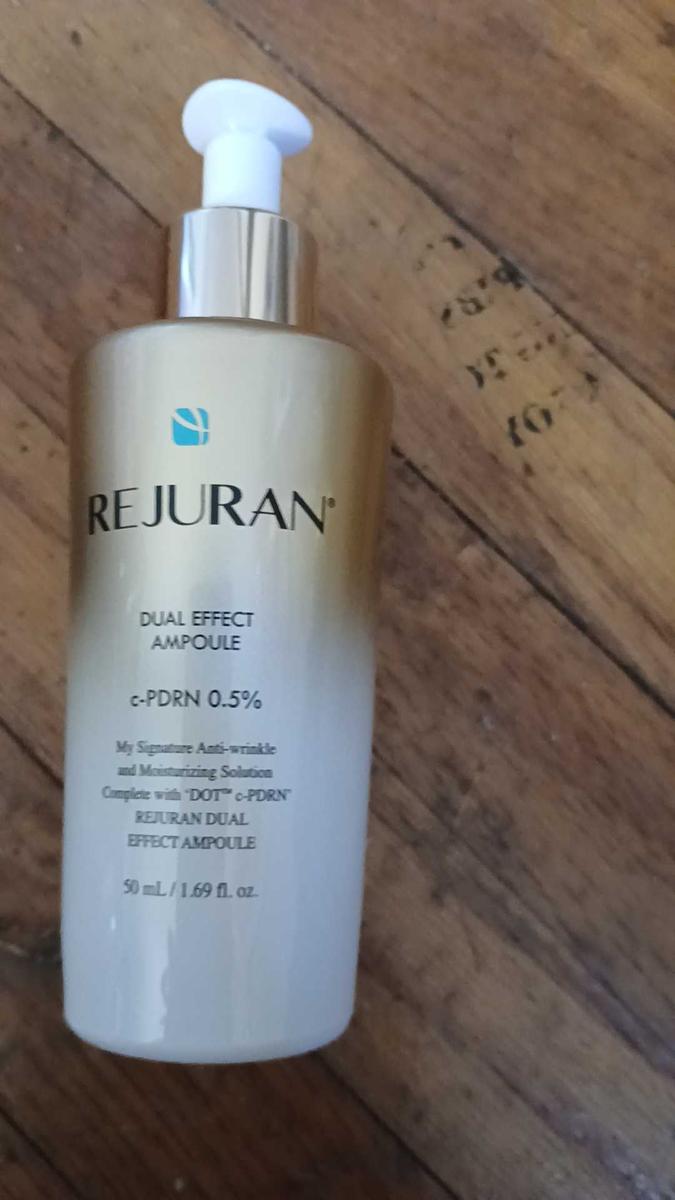 REJURAN®
DUAL EFFECT
AMPOULE
c-PDRN 0.5%
My Signature Anti-wrinkle
and Moisturizing Solution
Complete with "DOT™ c-PDRN"
REJURAN DUAL
EFFECT AMPOULE
50 mL / 1.69 fl. oz.